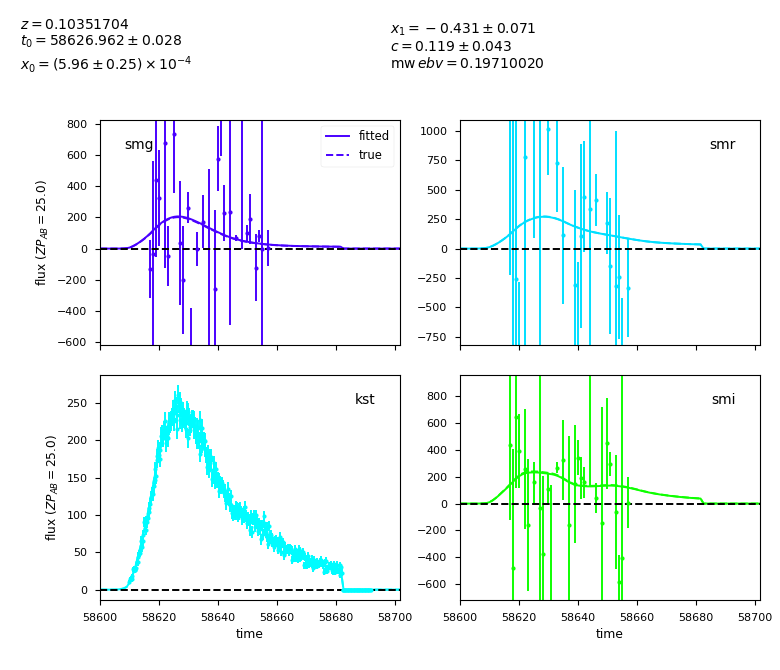 z = 0.10351704
t₀ = 58626.962 ± 0.028
x₀ = (5.96 ± 0.25) × 10⁻⁴
x₁ = −0.431 ± 0.071
c = 0.119 ± 0.043
mw ebv = 0.19710020
800
600
400
200
0
−200
−400
−600
flux (ZP_AB = 25.0)
smg
fitted
true
1000
750
500
250
0
−250
−500
−750
smr
250
200
150
100
50
0
flux (ZP_AB = 25.0)
kst
58600
58620
58640
58660
58680
58700
time
800
600
400
200
0
−200
−400
−600
smi
58600
58620
58640
58660
58680
58700
time